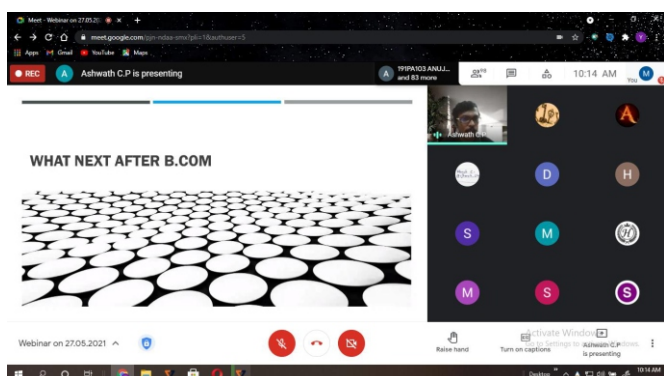 Meet - Webinar on 27.05.2
meet.google.com/
Apps
Gmail
YouTube
Maps
REC
A
Ashwath C.P is presenting
A
191PA103 ANUJ...
and 83 more
10:14 AM
You
M
WHAT NEXT AFTER B.COM
Ashwath C.P
A
D
H
S
M
M
S
S
Webinar on 27.05.2021
Raise hand
Turn on captions
Ashwath C.P
is presenting
Activate Windows
Desktop
10:14 AM